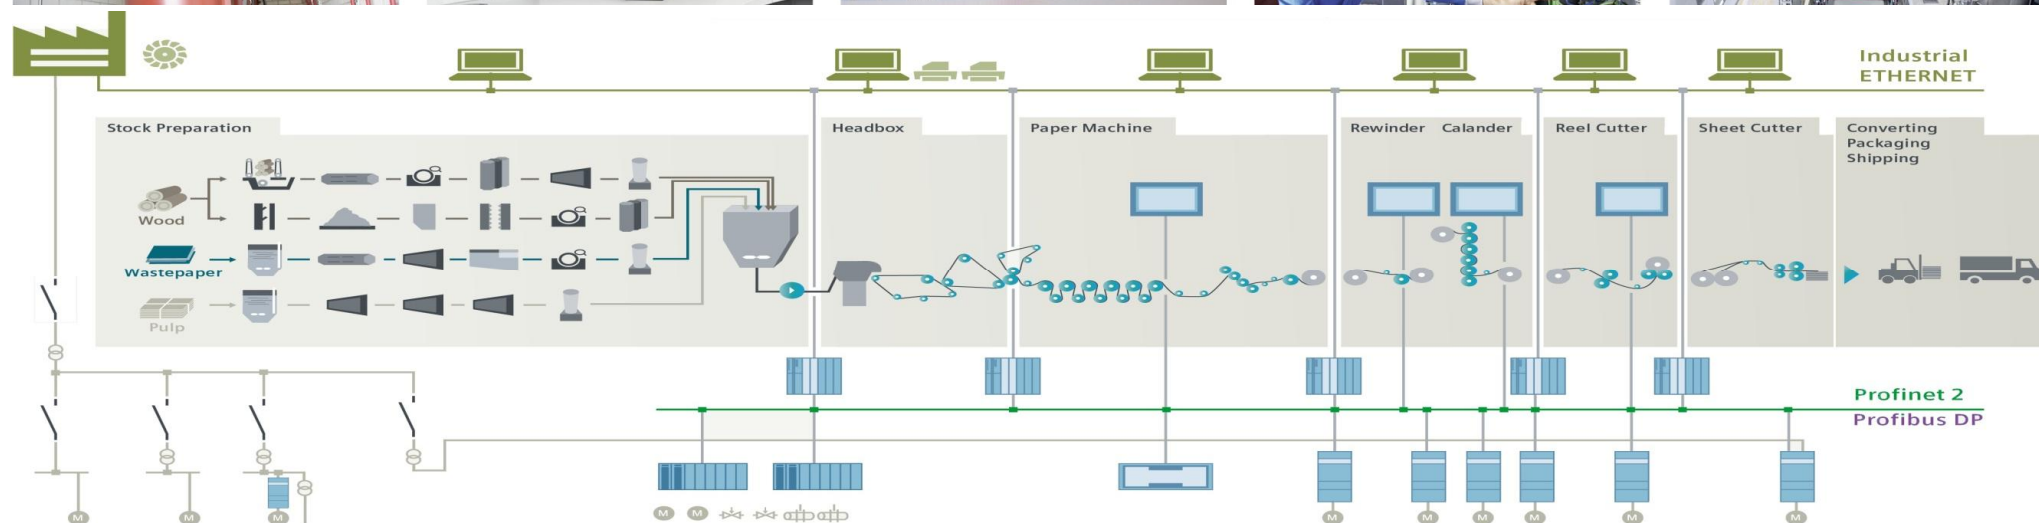 Industrial
ETHERNET
Stock Preparation
Headbox
Paper Machine
Rewinder Calander
Reel Cutter
Sheet Cutter
Converting
Packaging
Shipping
Wood
Wastepaper
Pulp
Profinet 2
Profibus DP
M
M
M
M
M
M
M
M
M
M
M